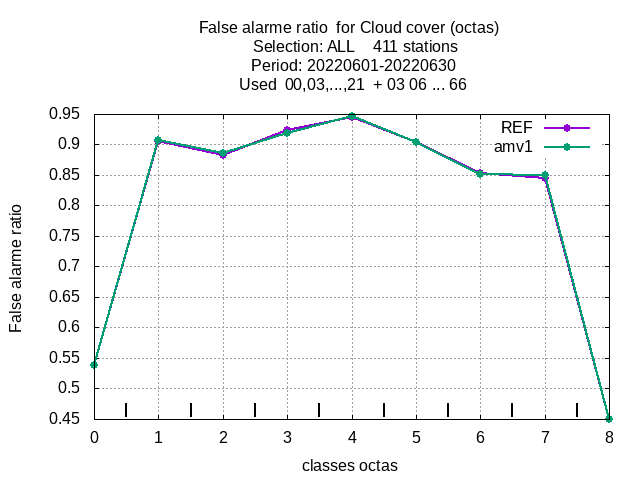 False alarme ratio  for Cloud cover (octas)
Selection: ALL    411 stations
Period: 20220601-20220630
Used  00,03,...,21  + 03 06 ... 66
REF
amv1
0.95
0.9
0.85
0.8
0.75
0.7
0.65
0.6
0.55
0.5
0.45
False alarme ratio
0 1 2 3 4 5 6 7 8
classes octas